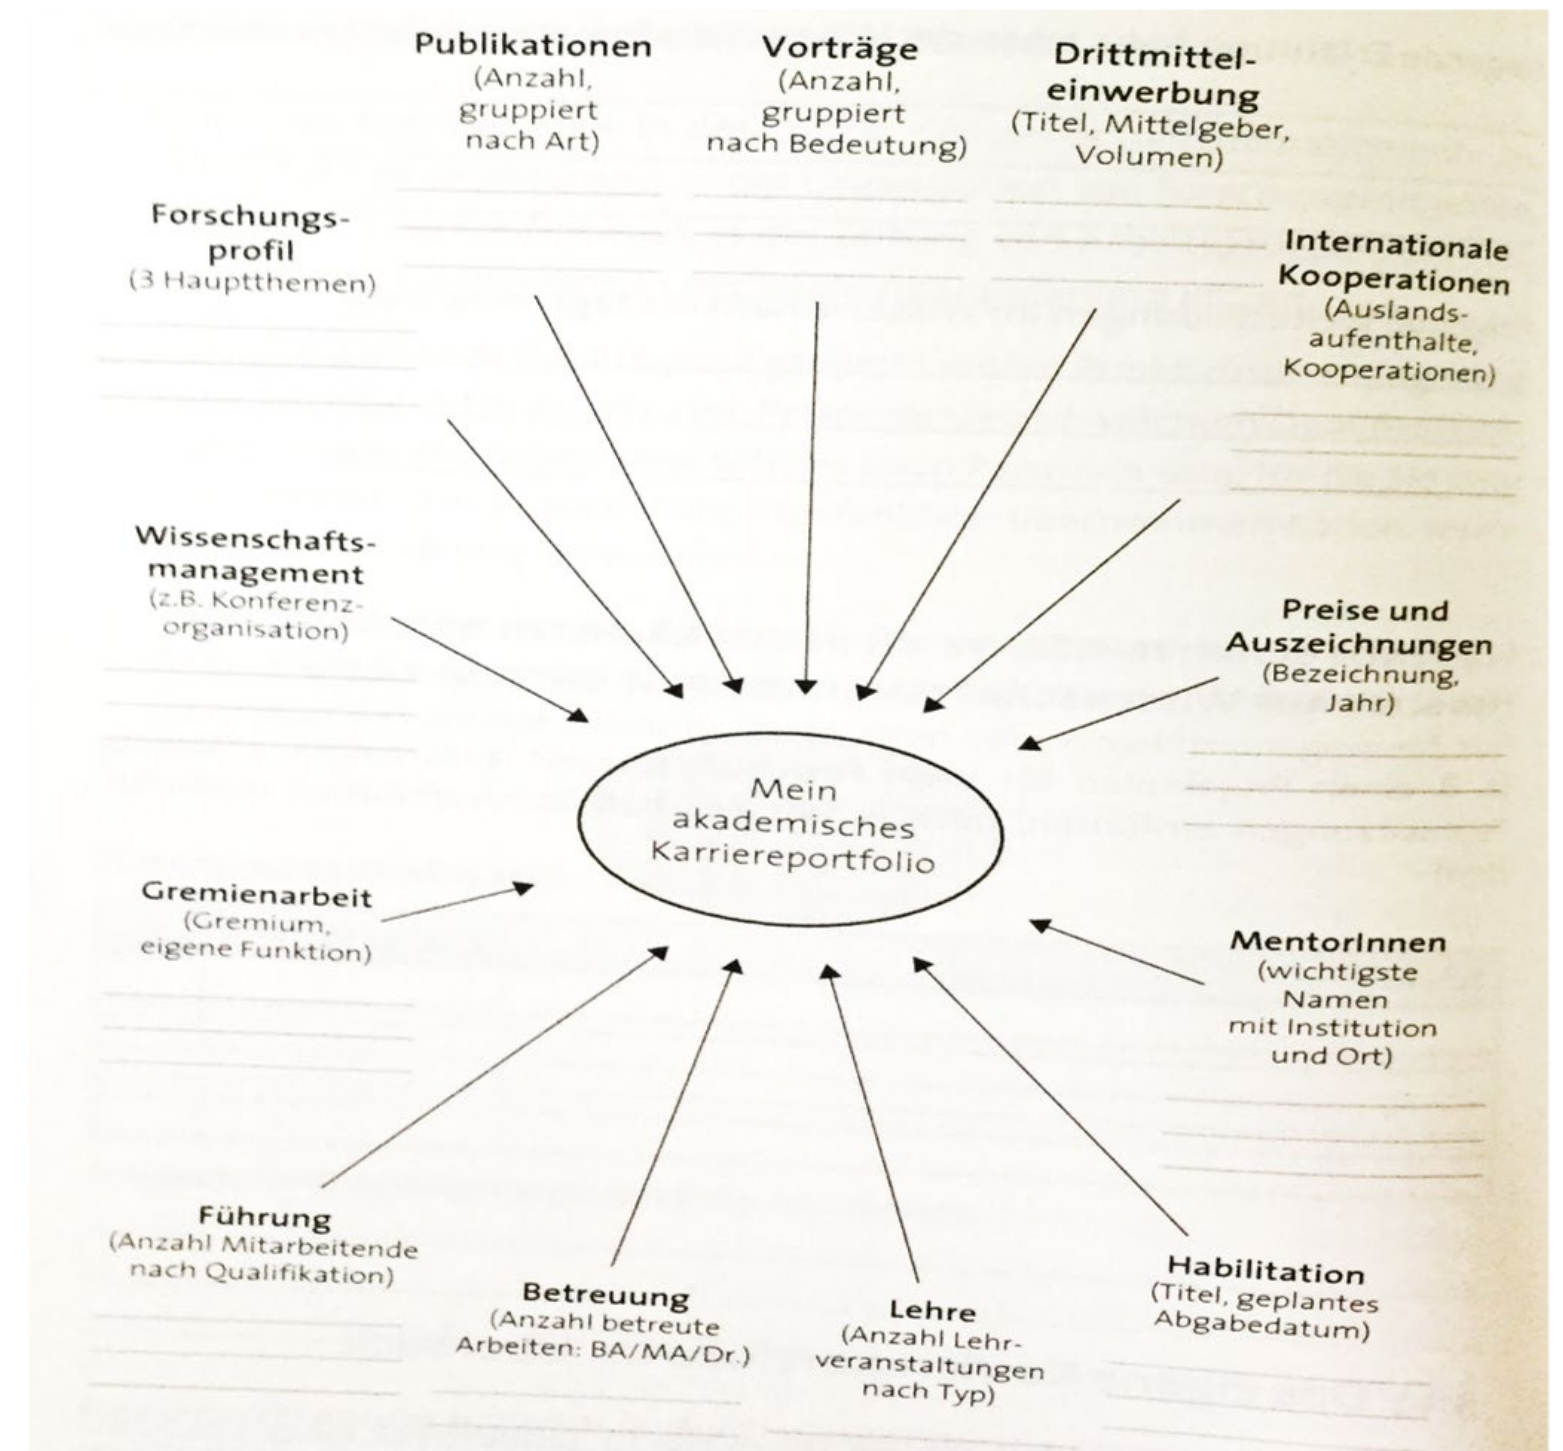 Publikationen
(Anzahl,
gruppiert
nach Art)
Vorträge
(Anzahl,
gruppiert
nach Bedeutung)
Drittmittel-
einwerbung
(Titel, Mittelgeber,
Volumen)
Forschungs-
profil
(3 Hauptthemen)
Internationale
Kooperationen
(Auslands-
aufenthalte,
Kooperationen)
Wissenschafts-
management
(z.B. Konferenz-
organisation)
Preise und
Auszeichnungen
(Bezeichnung,
Jahr)
Mein
akademisches
Karriereportfolio
Gremienarbeit
(Gremium,
eigene Funktion)
MentorInnen
(wichtigste
Namen
mit Institution
und Ort)
Führung
(Anzahl Mitarbeitende
nach Qualifikation)
Betreuung
(Anzahl betreute
Arbeiten: BA/MA/Dr.)
Lehre
(Anzahl Lehr-
veranstaltungen
nach Typ)
Habilitation
(Titel, geplantes
Abgabedatum)